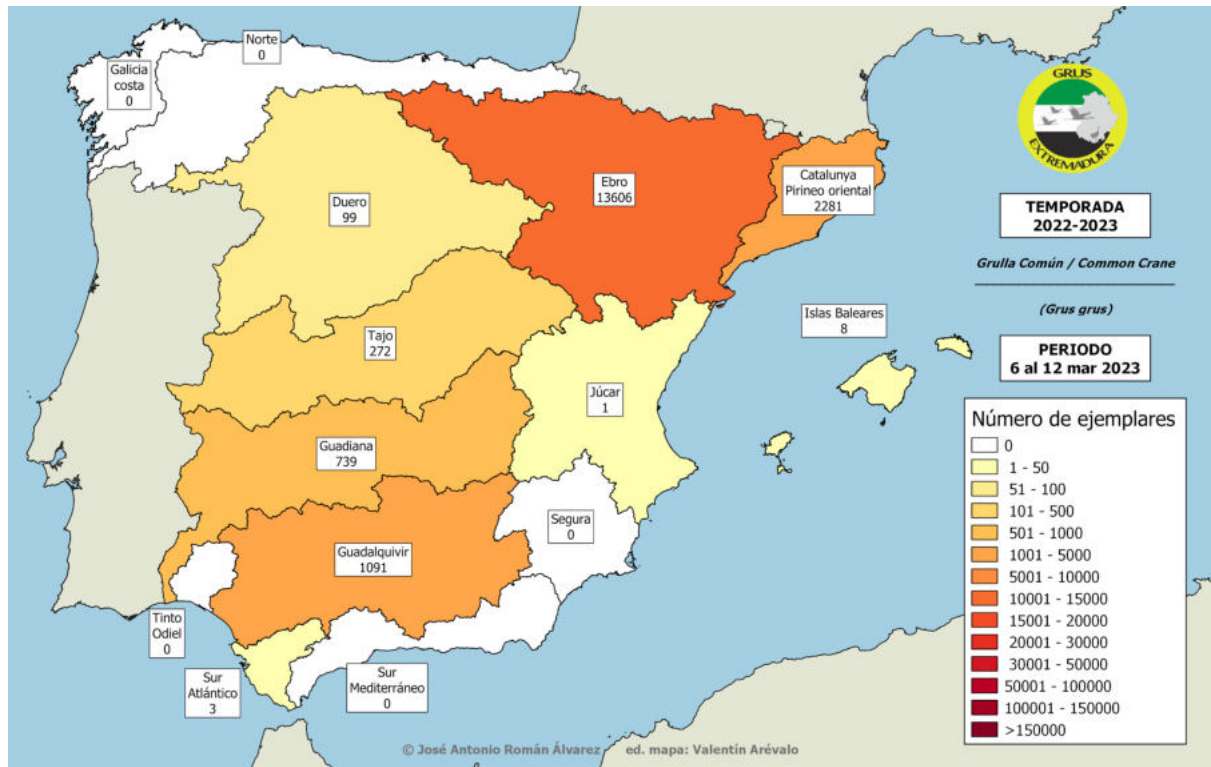 Norte
0
Galicia
costa
0
GRUS
EXTREMADURA
Catalunya
Pirineo oriental
2281
Ebro
13606
Duero
99
TEMPORADA
2022-2023
Grulla Común / Common Crane
(Grus grus)
Islas Baleares
8
PERIODO
6 al 12 mar 2023
Tajo
272
Júcar
1
Guadiana
739
Segura
0
Guadalquivir
1091
Tinto
Odiel
0
Sur
Atlántico
3
Sur
Mediterráneo
0
Número de ejemplares
0
1 - 50
51 - 100
101 - 500
501 - 1000
1001 - 5000
5001 - 10000
10001 - 15000
15001 - 20000
20001 - 30000
30001 - 50000
50001 - 100000
100001 - 150000
>150000
© José Antonio Román Álvarez ed. mapa: Valentín Arévalo